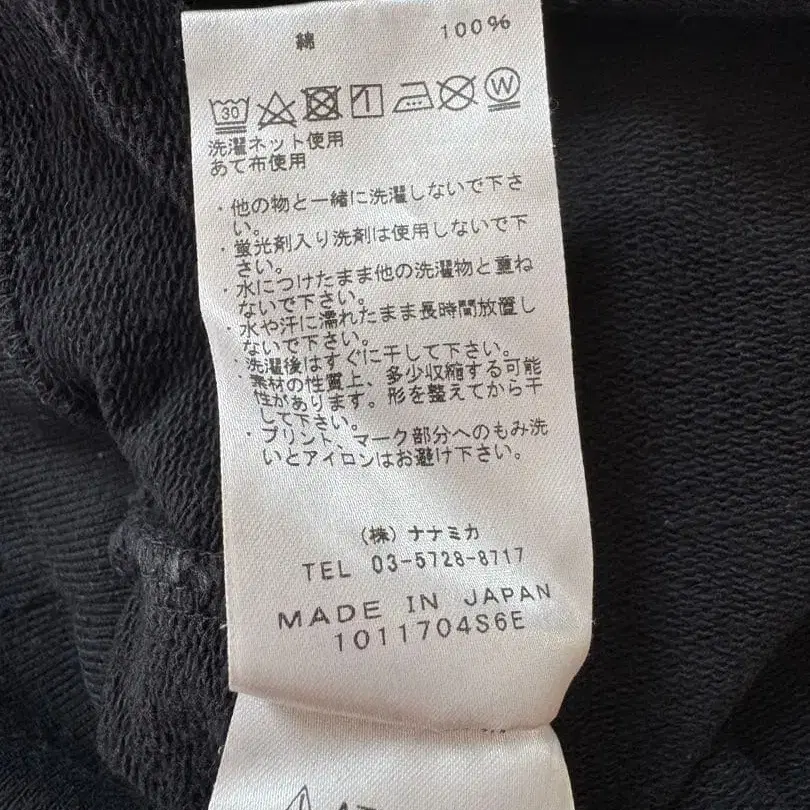 綿 100%
30 W
洗濯ネット使用
あて布使用
・他の物と一緒に洗濯しないで下さ
い。
・蛍光剤入り洗剤は使用しないで下
さい。
・水につけたまま他の洗濯物と重ね
ないで下さい。
・水や汗に濡れたまま長時間放置し
ないで下さい。
・洗濯後はすぐに干して下さい。
・素材の性質上、多少収縮する可能
性があります。形を整えてから干
して下さい。
・プリント、マーク部分へのもみ洗
いとアイロンはお避け下さい。
(株)ナナミカ
TEL 03-5728-8717
MADE IN JAPAN
1011704S6E